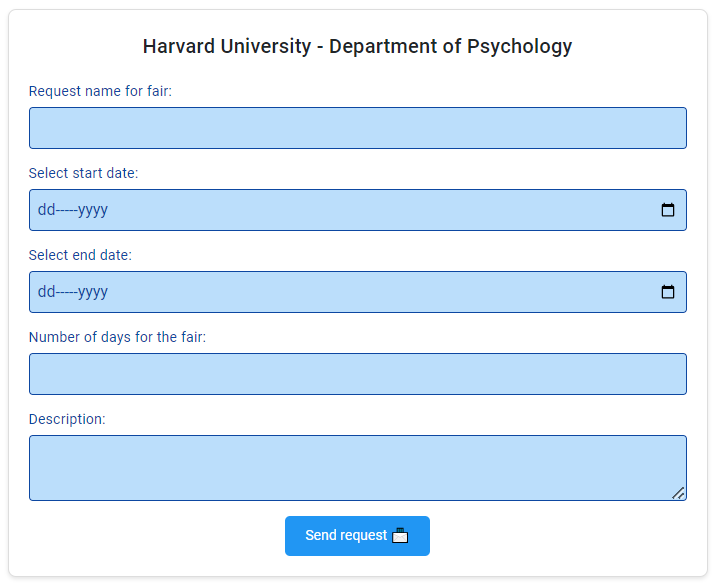 Harvard University - Department of Psychology
Request name for fair:
Select start date:
dd-----yyyy
Select end date:
dd-----yyyy
Number of days for the fair:
Description:
Send request